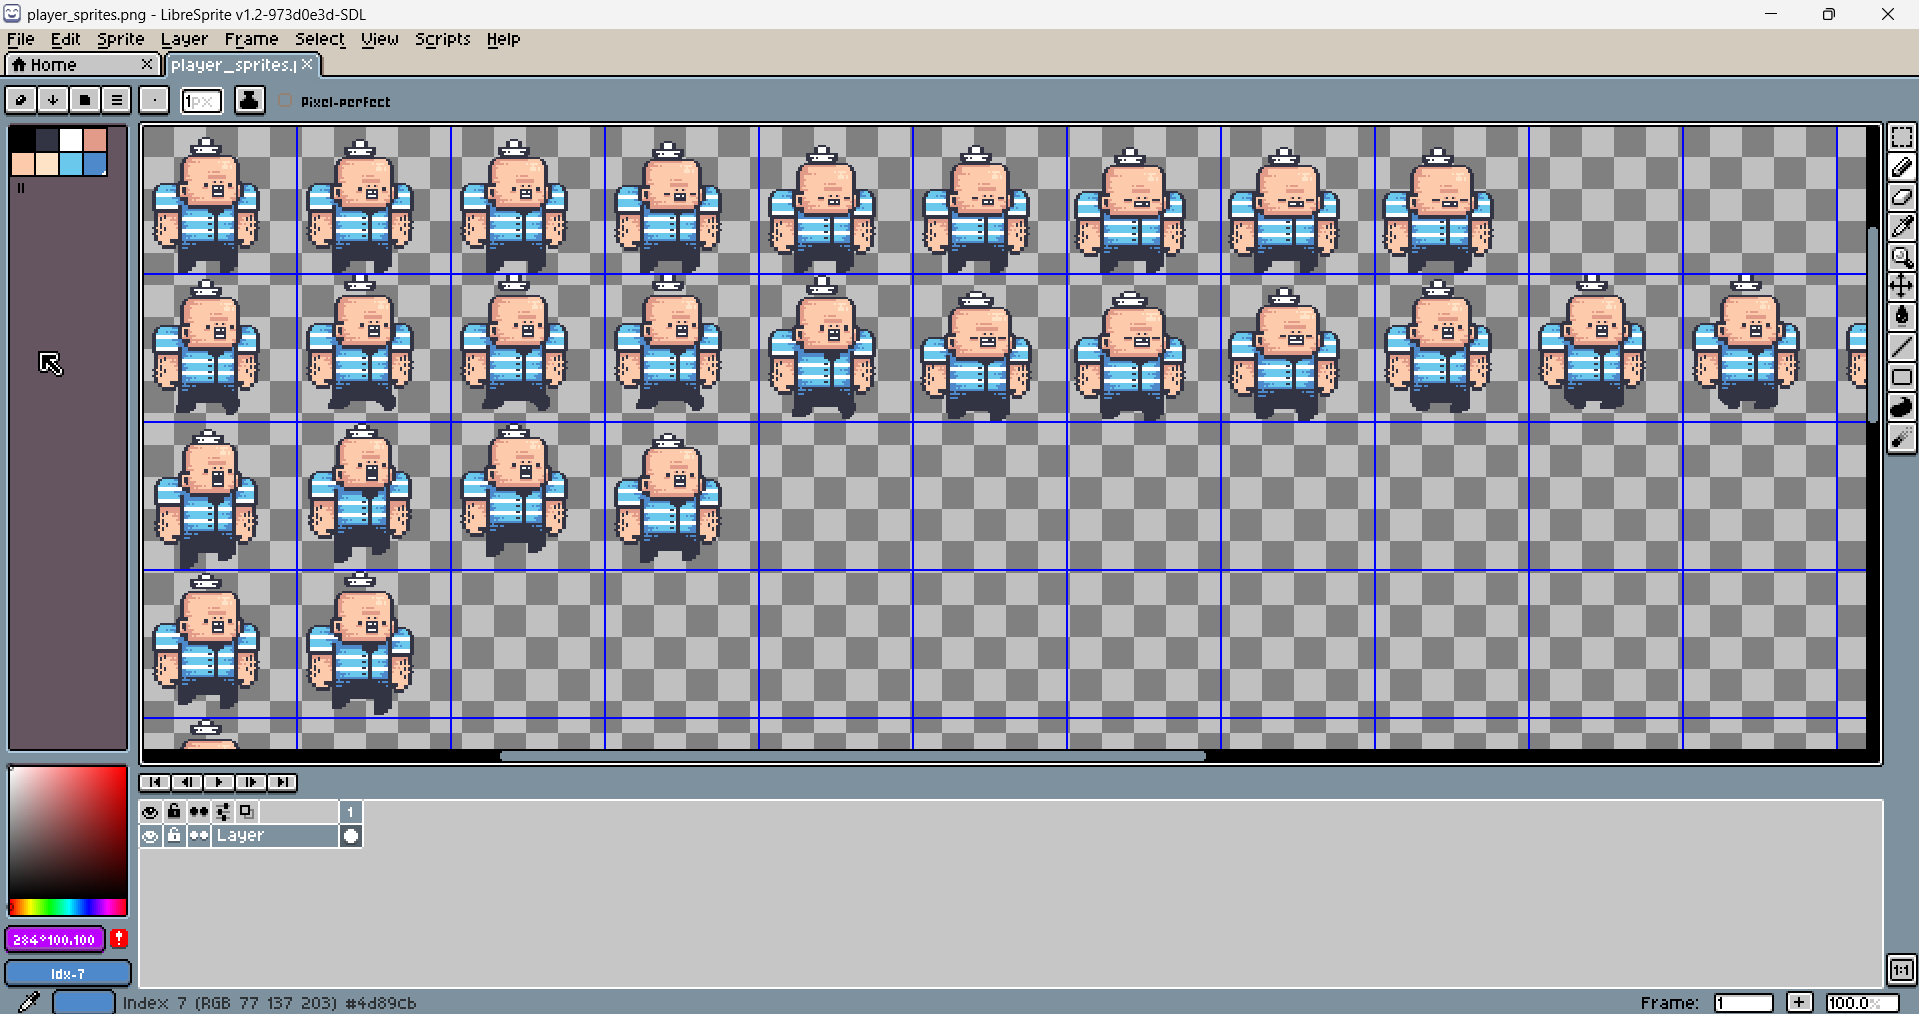 player_sprites.png - LibreSprite v1.2-973d0e3d-SDL
File Edit Sprite Layer Frame Select View Scripts Help
Home player_sprites.
1px Pixel-perfect
1
Layer
284°100,100
Idx-7
1:1
Index 7 (RGB 77 137 203) #4d89cb Frame: 1 + 100.0%